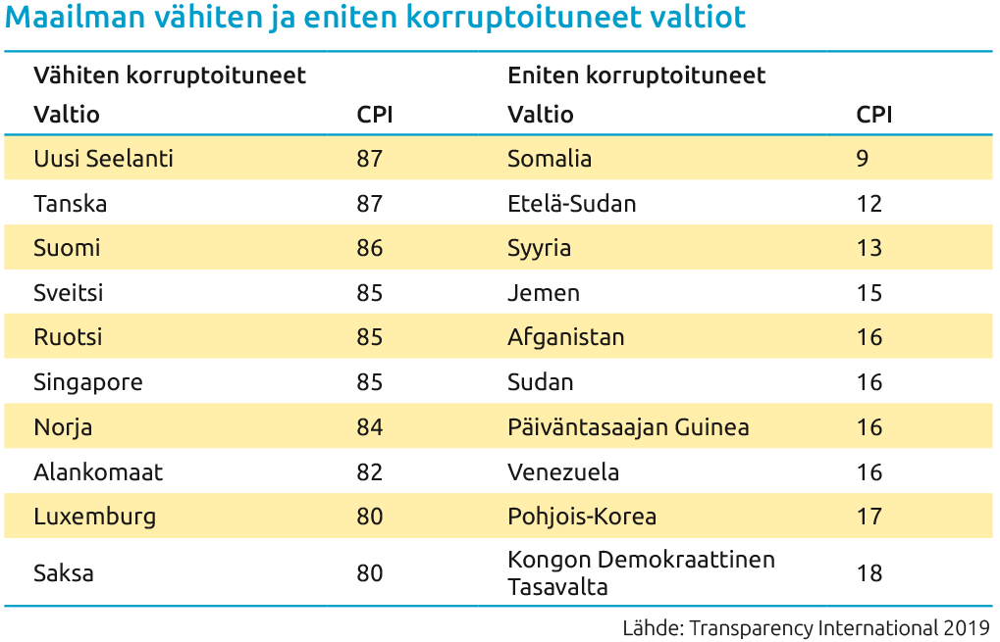 Maailman vähiten ja eniten korruptoituneet valtiot
Vähiten korruptoituneet Eniten korruptoituneet
Valtio CPI Valtio CPI
Uusi Seelanti 87 Somalia 9
Tanska 87 Etelä-Sudan 12
Suomi 86 Syyria 13
Sveitsi 85 Jemen 15
Ruotsi 85 Afganistan 16
Singapore 85 Sudan 16
Norja 84 Päiväntasaajan Guinea 16
Alankomaat 82 Venezuela 16
Luxemburg 80 Pohjois-Korea 17
Saksa 80 Kongon Demokraattinen 18
Tasavalta
Lähde: Transparency International 2019